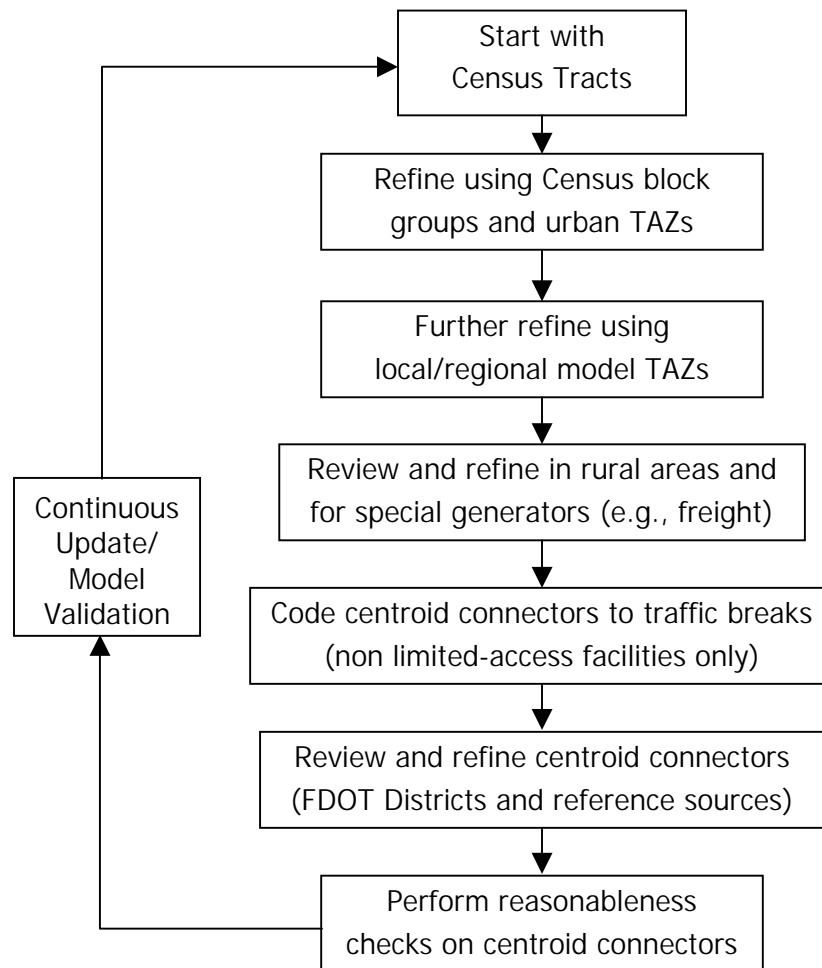 Start with
Census Tracts
Refine using Census block
groups and urban TAZs
Further refine using
local/regional model TAZs
Review and refine in rural areas and
for special generators (e.g., freight)
Continuous
Update/
Model
Validation
Code centroid connectors to traffic breaks
(non limited-access facilities only)
Review and refine centroid connectors
(FDOT Districts and reference sources)
Perform reasonableness
checks on centroid connectors